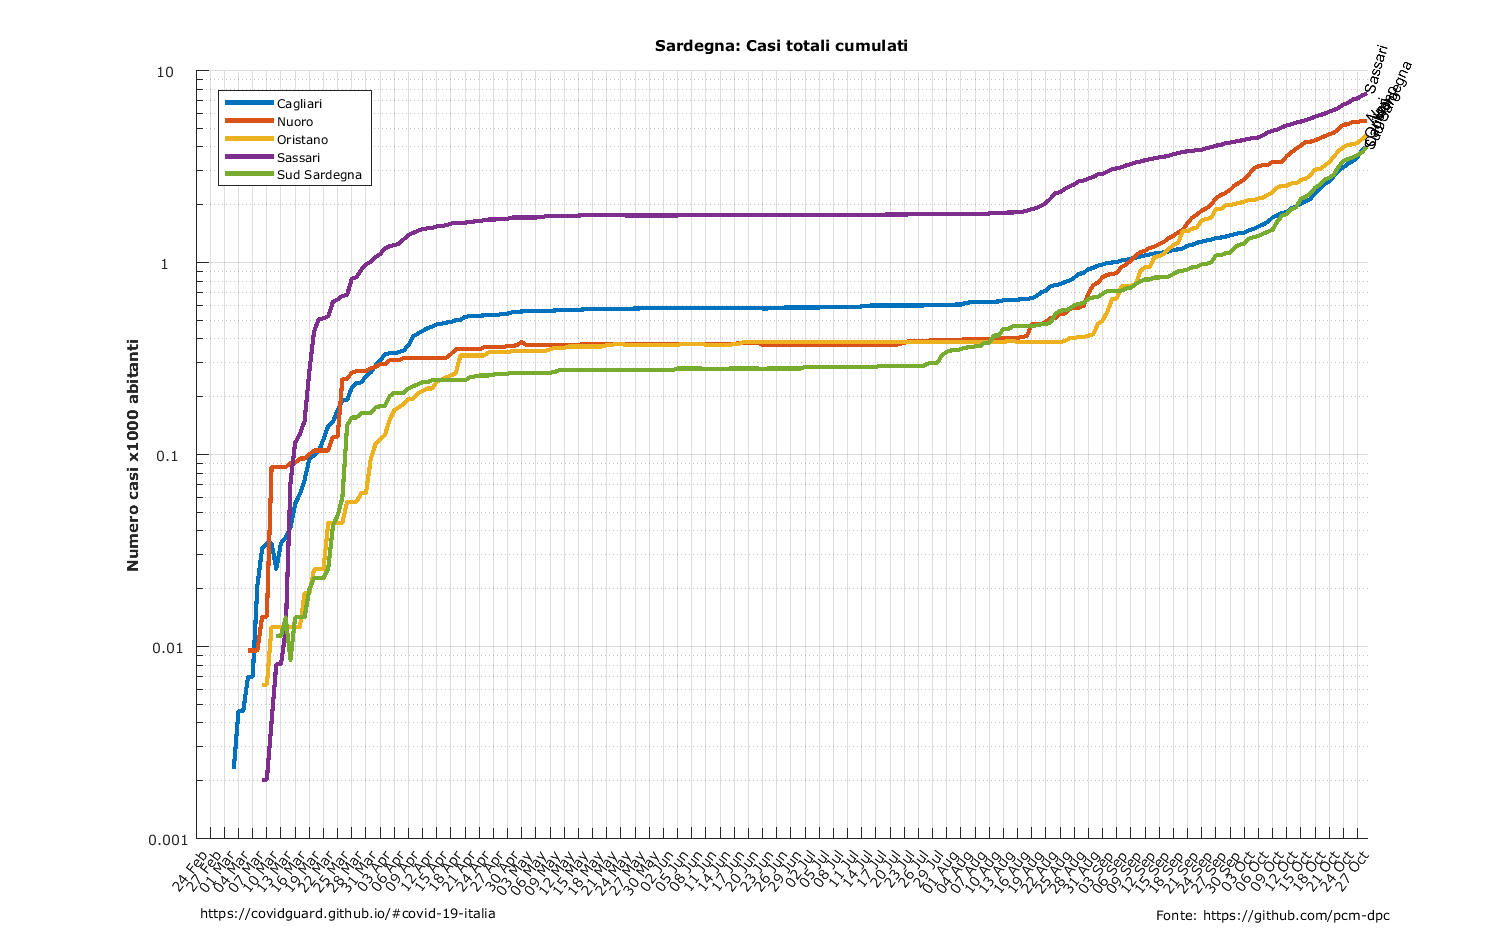 Sardegna: Casi totali cumulati
Cagliari
Nuoro
Oristano
Sassari
Sud Sardegna
Sassari
Numero casi x1000 abitanti
10
1
0.1
0.01
0.001
24 Feb
27 Feb
01 Mar
04 Mar
07 Mar
10 Mar
13 Mar
16 Mar
19 Mar
22 Mar
25 Mar
28 Mar
31 Mar
03 Apr
06 Apr
09 Apr
12 Apr
15 Apr
18 Apr
21 Apr
24 Apr
27 Apr
30 Apr
03 May
06 May
09 May
12 May
15 May
18 May
21 May
24 May
27 May
30 May
02 Jun
05 Jun
08 Jun
11 Jun
14 Jun
17 Jun
20 Jun
23 Jun
26 Jun
29 Jun
02 Jul
05 Jul
08 Jul
11 Jul
14 Jul
17 Jul
20 Jul
23 Jul
26 Jul
29 Jul
01 Aug
04 Aug
07 Aug
10 Aug
13 Aug
16 Aug
19 Aug
22 Aug
25 Aug
28 Aug
31 Aug
03 Sep
06 Sep
09 Sep
12 Sep
15 Sep
18 Sep
21 Sep
24 Sep
27 Sep
30 Sep
03 Oct
06 Oct
09 Oct
12 Oct
15 Oct
18 Oct
21 Oct
24 Oct
27 Oct
https://covidguard.github.io/#covid-19-italia
Fonte: https://github.com/pcm-dpc